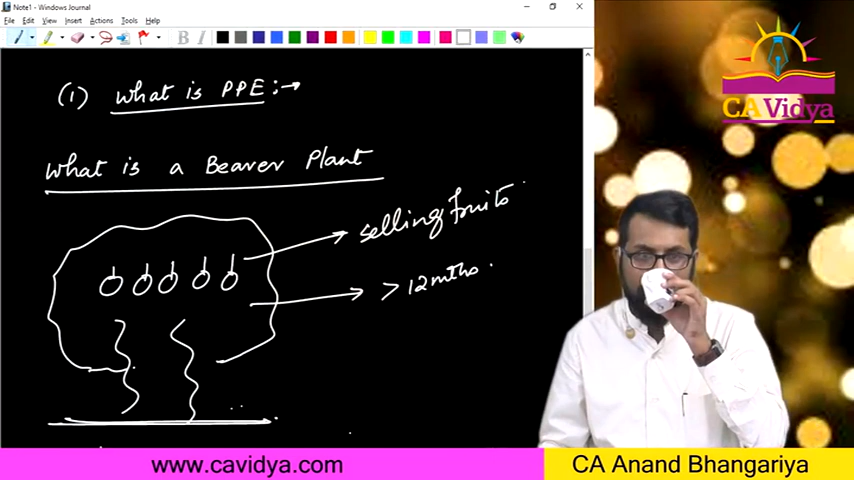 Note1 - Windows Journal
File Edit View Insert Actions Tools Help
B I
(1) What is PPE :→
What is a Bearer Plant
selling fruits
> 12 mths.
CA Vidya
www.cavidya.com
CA Anand Bhangariya